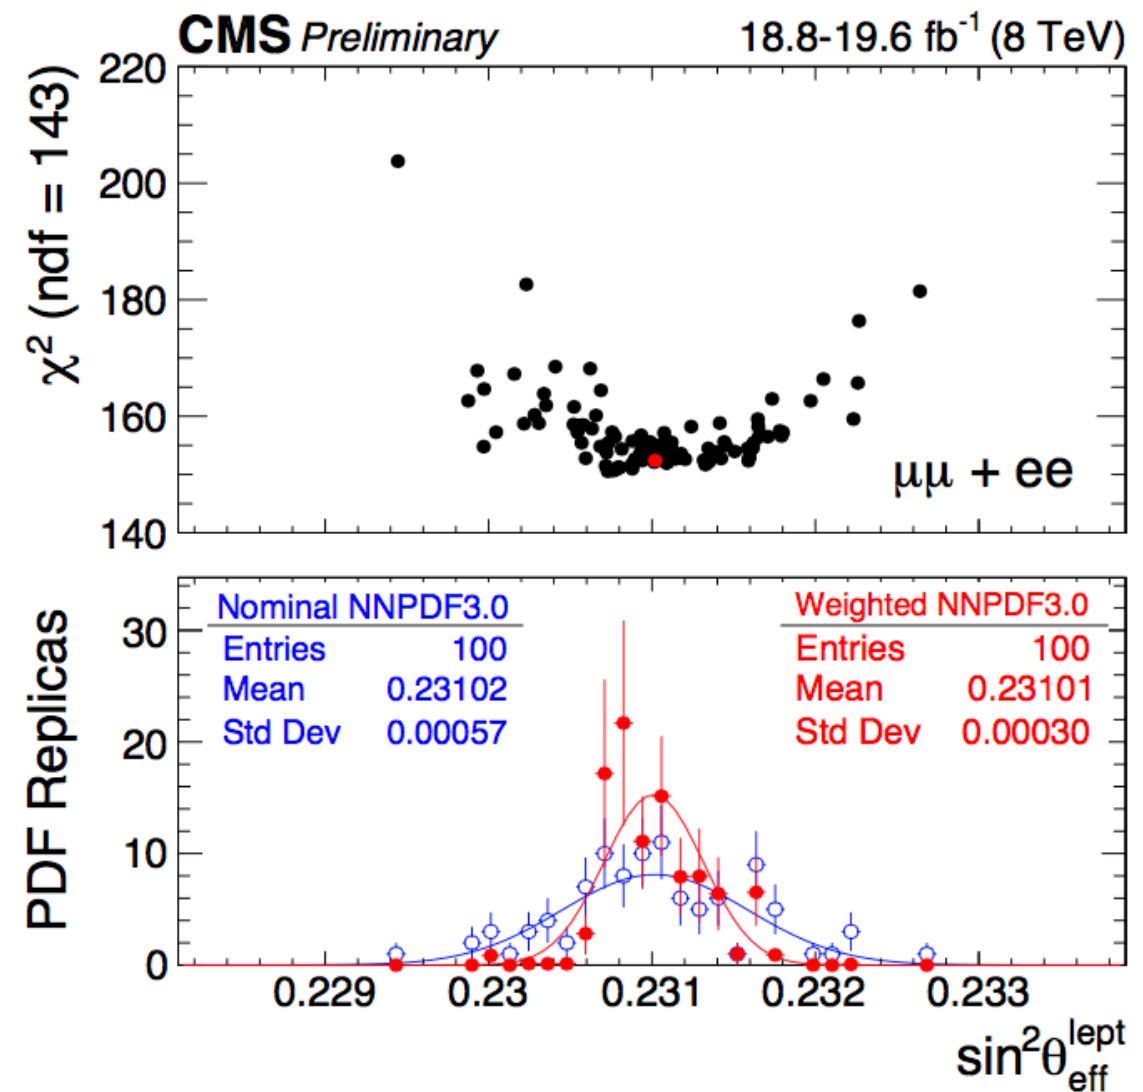 CMS Preliminary 18.8-19.6 fb⁻¹ (8 TeV)
χ² (ndf = 143)
220
200
180
160
140
μμ + ee
PDF Replicas
30
20
10
0
Nominal NNPDF3.0
Entries 100
Mean 0.23102
Std Dev 0.00057
Weighted NNPDF3.0
Entries 100
Mean 0.23101
Std Dev 0.00030
0.229 0.23 0.231 0.232 0.233
sin²θ_eff^lept